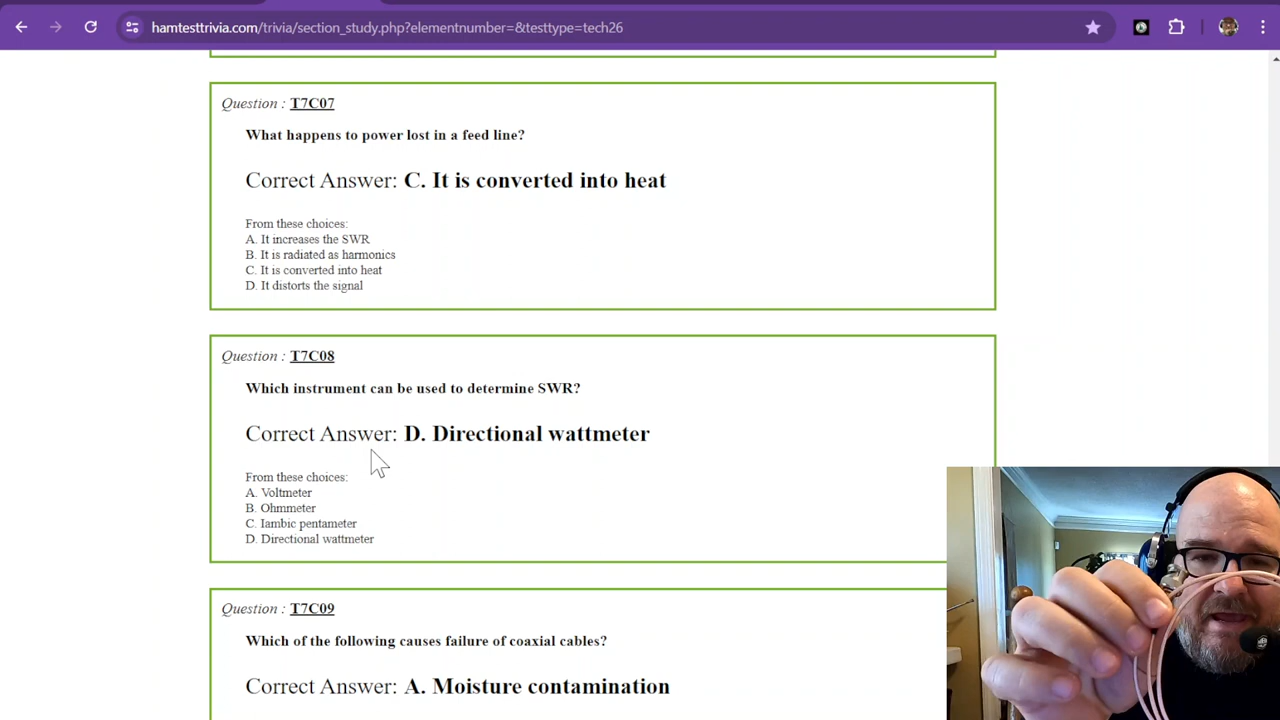 hamtesttrivia.com/trivia/section_study.php?elementnumber=&testtype=tech26
Question : T7C07
What happens to power lost in a feed line?
Correct Answer: C. It is converted into heat
From these choices:
A. It increases the SWR
B. It is radiated as harmonics
C. It is converted into heat
D. It distorts the signal
Question : T7C08
Which instrument can be used to determine SWR?
Correct Answer: D. Directional wattmeter
From these choices:
A. Voltmeter
B. Ohmmeter
C. Iambic pentameter
D. Directional wattmeter
Question : T7C09
Which of the following causes failure of coaxial cables?
Correct Answer: A. Moisture contamination